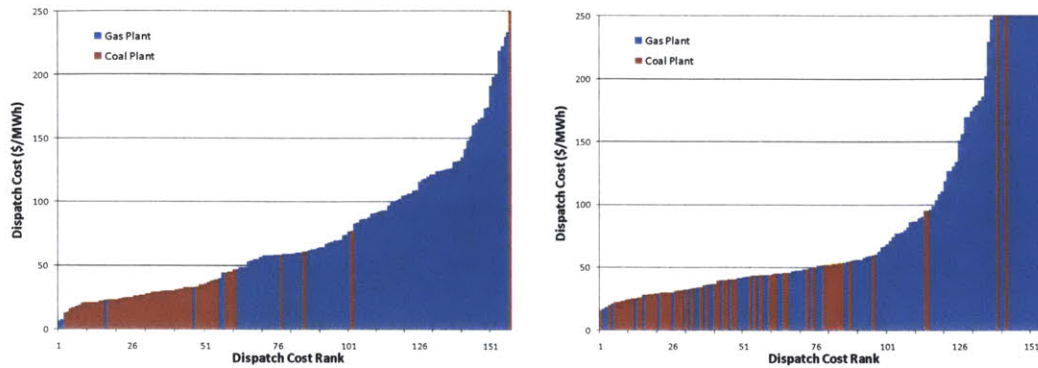 250
Gas Plant
Coal Plant
200
150
100
50
0
Dispatch Cost ($/MWh)
1 26 51 76 101 126 151
Dispatch Cost Rank
250
Gas Plant
Coal Plant
200
150
100
50
0
Dispatch Cost ($/MWh)
1 26 51 76 101 126 151
Dispatch Cost Rank